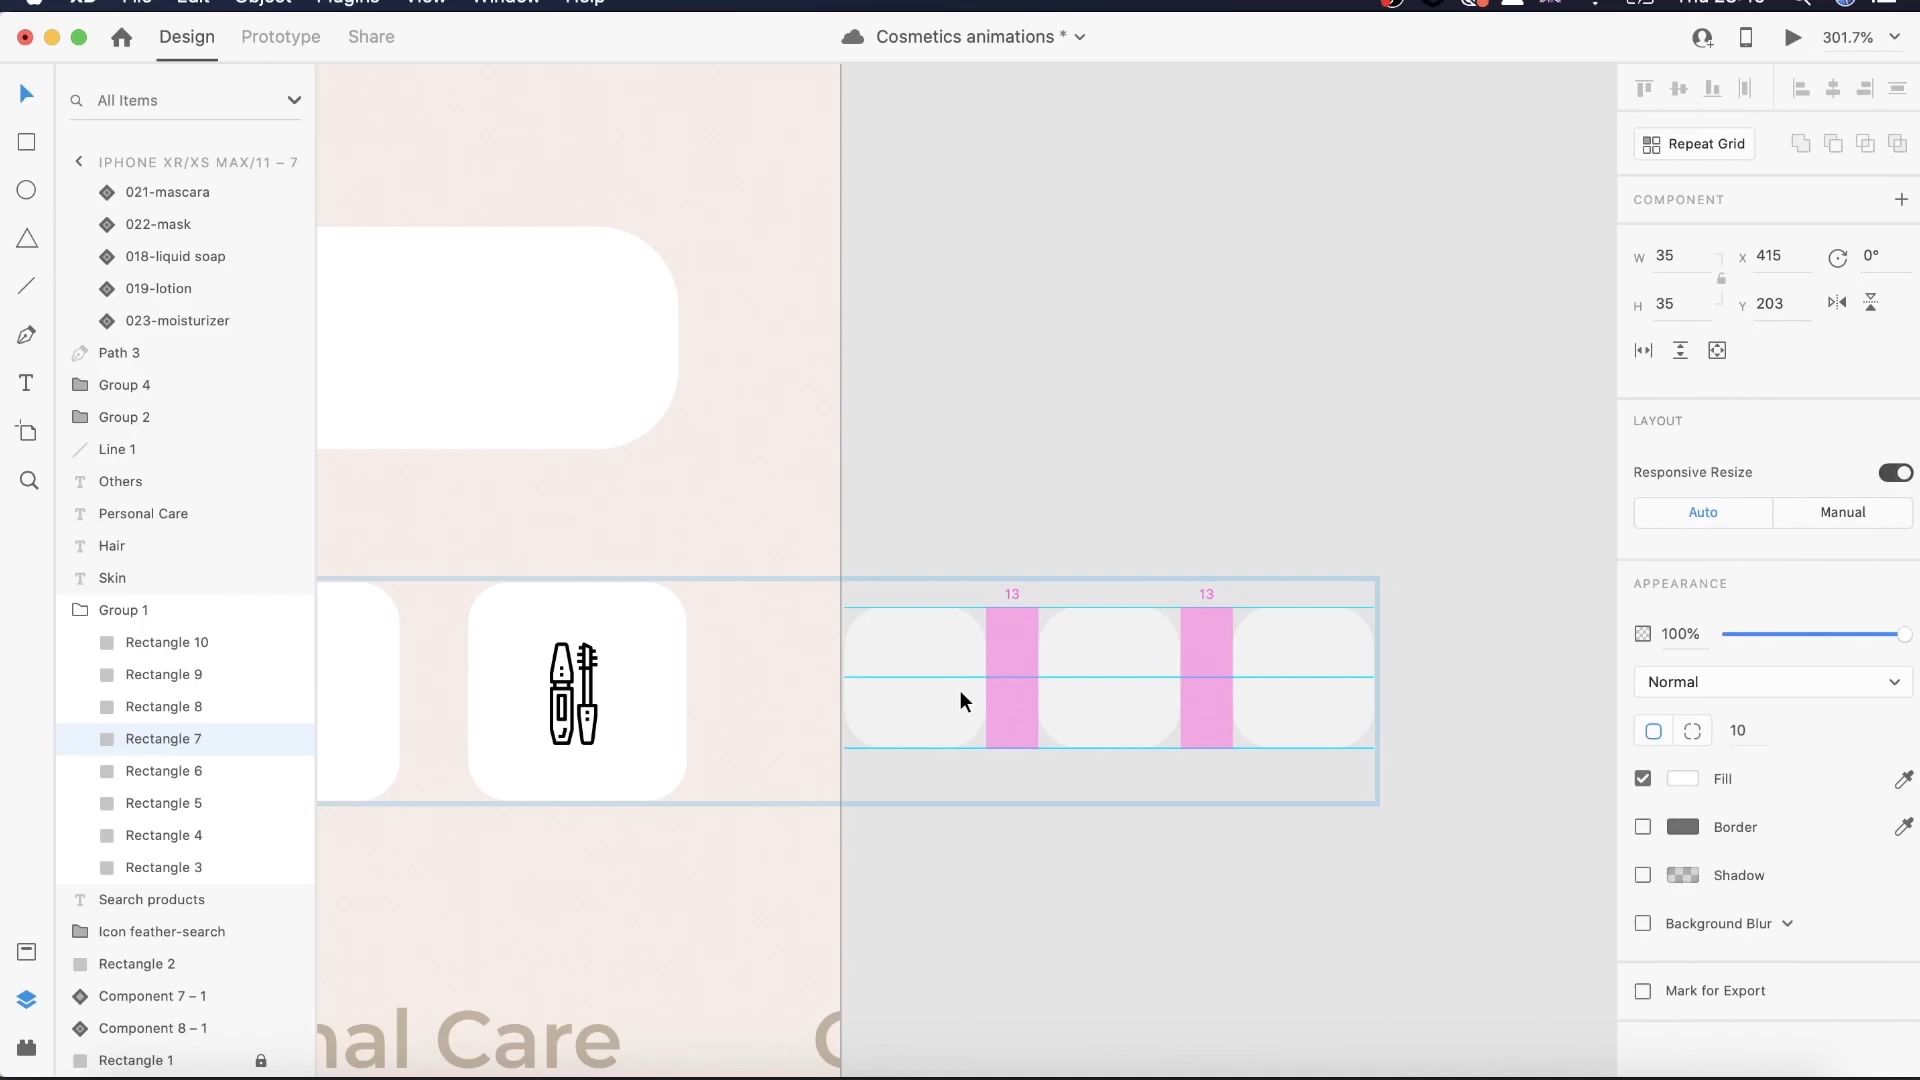 Design
Prototype
Share
Cosmetics animations *
301.7%
All Items
IPHONE XR/XS MAX/11 – 7
021-mascara
022-mask
018-liquid soap
019-lotion
023-moisturizer
Path 3
Group 4
Group 2
Line 1
Others
Personal Care
Hair
Skin
Group 1
Rectangle 10
Rectangle 9
Rectangle 8
Rectangle 7
Rectangle 6
Rectangle 5
Rectangle 4
Rectangle 3
Search products
Icon feather-search
Rectangle 2
Component 7 – 1
Component 8 – 1
Rectangle 1
13
13
nal Care
Repeat Grid
COMPONENT
W 35
X 415
0°
H 35
Y 203
LAYOUT
Responsive Resize
Auto
Manual
APPEARANCE
100%
Normal
10
Fill
Border
Shadow
Background Blur
Mark for Export